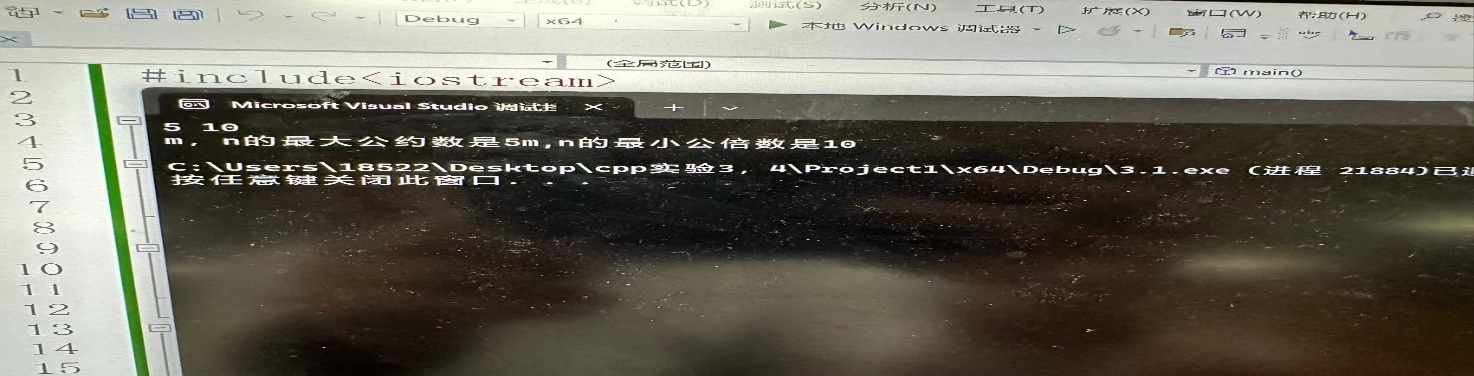 Debug x64 本地 Windows 调试器
测试(S) 分析(N) 工具(T) 扩展(X) 窗口(W) 帮助(H) 搜
(全局范围) main()
1 #include<iostream>
2
Microsoft Visual Studio 调试控
3
5 10
4
m, n的最大公约数是5m,n的最小公倍数是10
5
C:\Users\18522\Desktop\cpp实验3, 4\Project1\x64\Debug\3.1.exe (进程 21884)已
6
按任意键关闭此窗口. . .
7
8
9
10
11
12
13
14
15